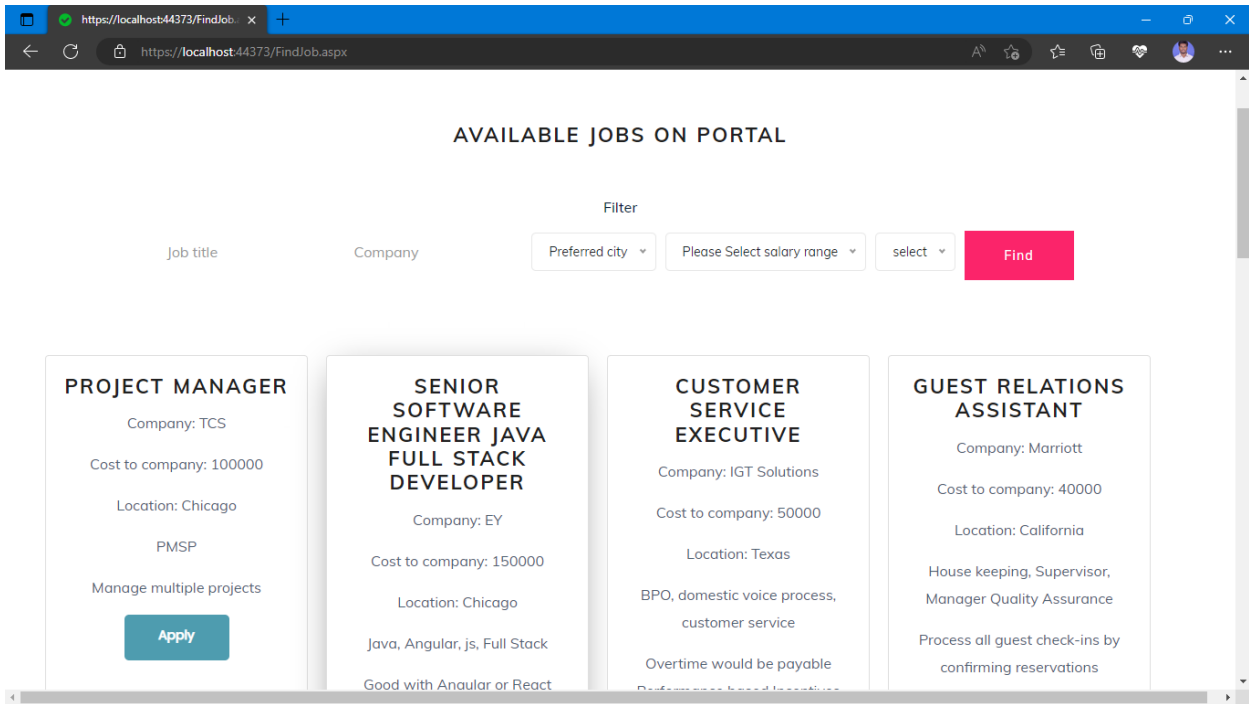 https://localhost:44373/FindJob.
https://localhost:44373/FindJob.aspx
AVAILABLE JOBS ON PORTAL
Filter
Job title
Company
Preferred city
Please Select salary range
select
Find
PROJECT MANAGER
Company: TCS
Cost to company: 100000
Location: Chicago
PMSP
Manage multiple projects
Apply
SENIOR
SOFTWARE
ENGINEER JAVA
FULL STACK
DEVELOPER
Company: EY
Cost to company: 150000
Location: Chicago
Java, Angular, js, Full Stack
Good with Angular or React
CUSTOMER
SERVICE
EXECUTIVE
Company: IGT Solutions
Cost to company: 50000
Location: Texas
BPO, domestic voice process,
customer service
Overtime would be payable
Performance based Incentives
GUEST RELATIONS
ASSISTANT
Company: Marriott
Cost to company: 40000
Location: California
House keeping, Supervisor,
Manager Quality Assurance
Process all guest check-ins by
confirming reservations